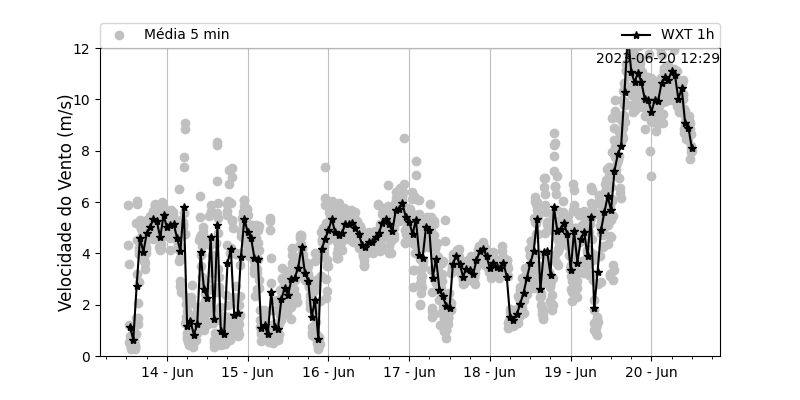 Média 5 min
WXT 1h
2023-06-20 12:29
Velocidade do Vento (m/s)
12
10
8
6
4
2
0
14 - Jun
15 - Jun
16 - Jun
17 - Jun
18 - Jun
19 - Jun
20 - Jun